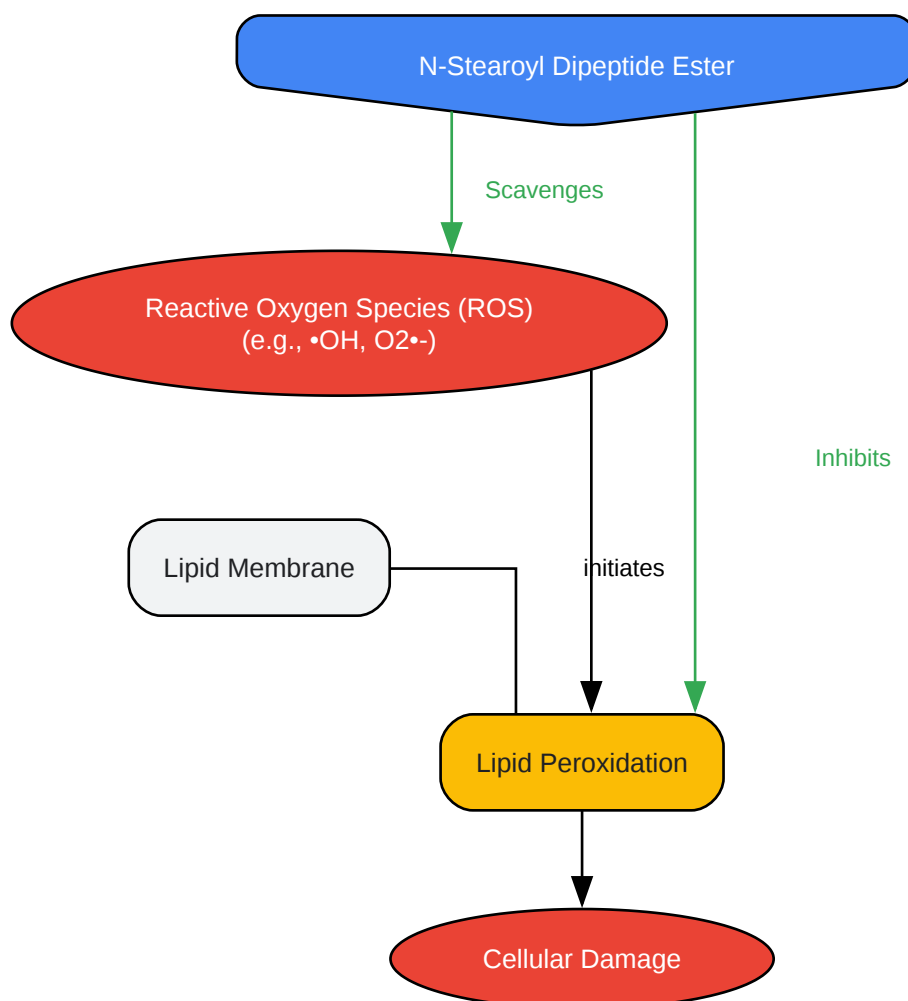 N-Stearoyl Dipeptide Ester
Scavenges
Reactive Oxygen Species (ROS)
(e.g., •OH, O2•-)
Inhibits
Lipid Membrane
initiates
Lipid Peroxidation
Cellular Damage